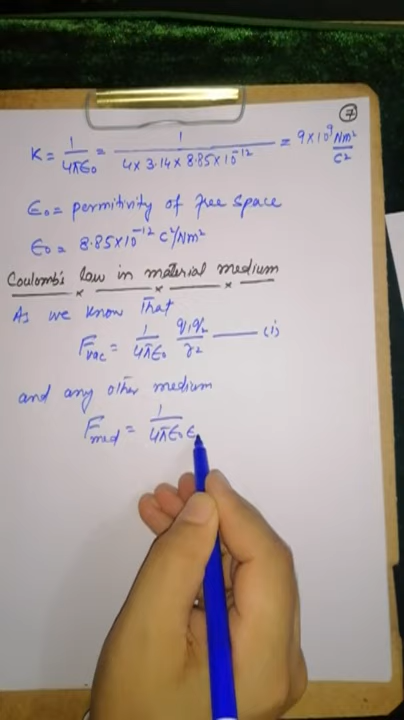 7
K = 1/4πε₀ = 1/4 x 3.14 x 8.85 x 10⁻¹² = 9 x 10⁹ Nm²/C²
ε₀ = permitivity of free space
ε₀ = 8.85 x 10⁻¹² C²/Nm²
Coulomb's law in material medium
As we know that
F_vac = 1/4πε₀ q₁q₂/r² —— (i)
and any other medium
F_med = 1/4πε₀ε